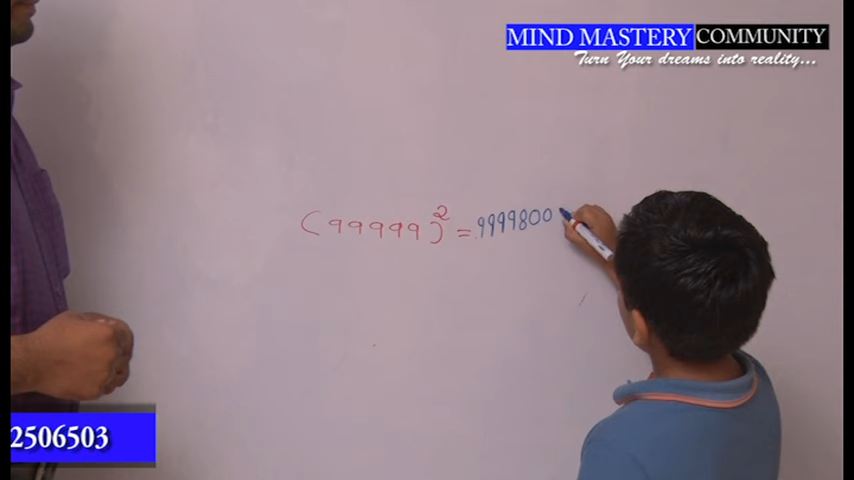 MIND MASTERY COMMUNITY
Turn Your dreams into reality...
(99999)² = 9999800
2506503